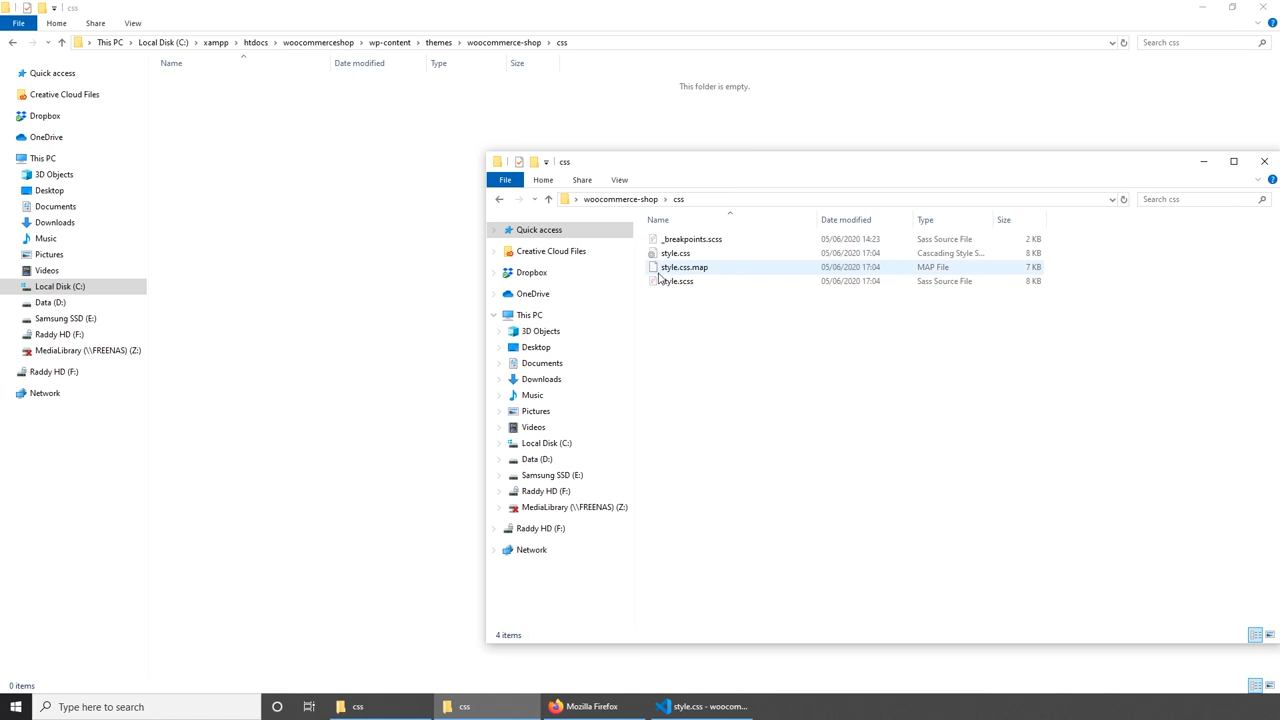 css
File Home Share View
This PC Local Disk (C:) xampp htdocs woocommerceshop wp-content themes woocommerce-shop css Search css
Name Date modified Type Size
This folder is empty.
Quick access
Creative Cloud Files
Dropbox
OneDrive
This PC
3D Objects
Desktop
Documents
Downloads
Music
Pictures
Videos
Local Disk (C:)
Data (D:)
Samsung SSD (E:)
Raddy HD (F:)
MediaLibrary (\\FREENAS) (Z:)
Raddy HD (F:)
Network
0 items
css
File Home Share View
woocommerce-shop css Search css
Name Date modified Type Size
_breakpoints.scss 05/06/2020 14:23 Sass Source File 2 KB
style.css 05/06/2020 17:04 Cascading Style S... 8 KB
style.css.map 05/06/2020 17:04 MAP File 7 KB
style.scss 05/06/2020 17:04 Sass Source File 8 KB
Quick access
Creative Cloud Files
Dropbox
OneDrive
This PC
3D Objects
Desktop
Documents
Downloads
Music
Pictures
Videos
Local Disk (C:)
Data (D:)
Samsung SSD (E:)
Raddy HD (F:)
MediaLibrary (\\FREENAS) (Z:)
Raddy HD (F:)
Network
4 items
Type here to search css css Mozilla Firefox style.css - woocom...